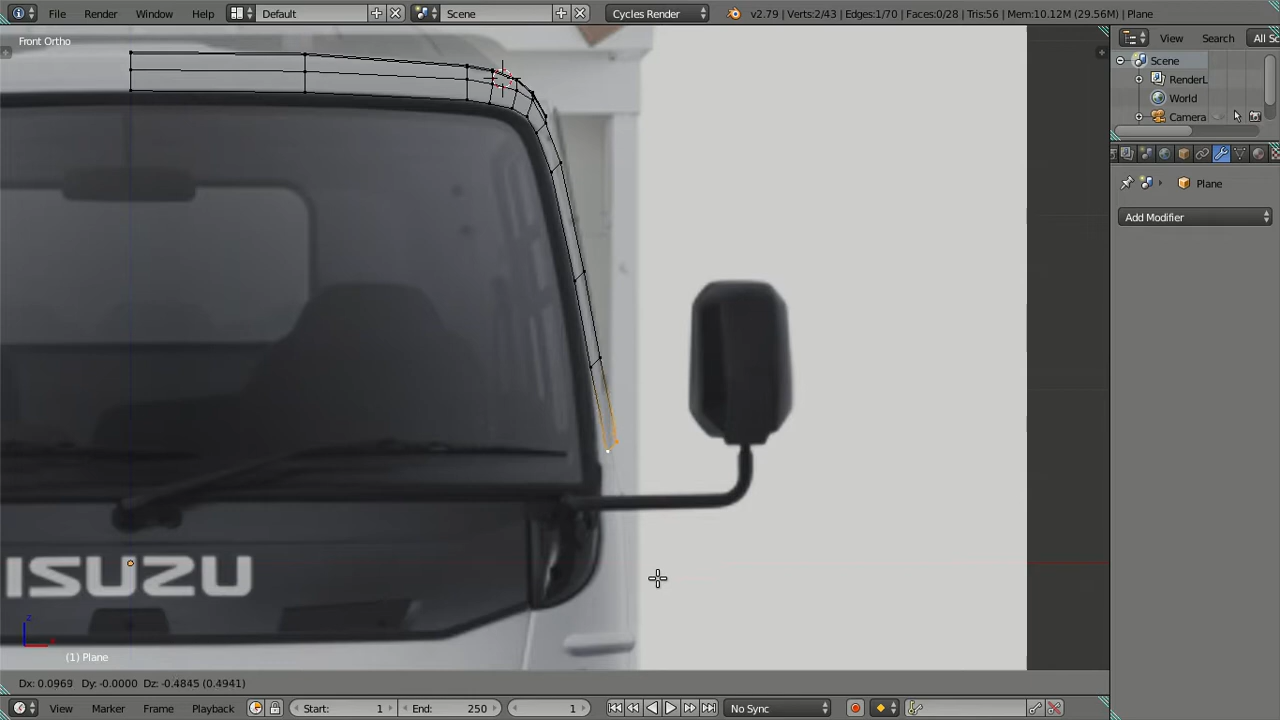 File Render Window Help Default Scene Cycles Render v2.79 | Verts:2/43 | Edges:1/70 | Faces:0/28 | Tris:56 | Mem:10.12M (29.56M) | Plane
Front Ortho
View Search All Sc
Scene
RenderL
World
Camera
Plane
Add Modifier
ISUZU
z
(1) Plane
Dx: 0.0969 Dy: -0.0000 Dz: -0.4845 (0.4941)
View Marker Frame Playback Start: 1 End: 250 1 No Sync